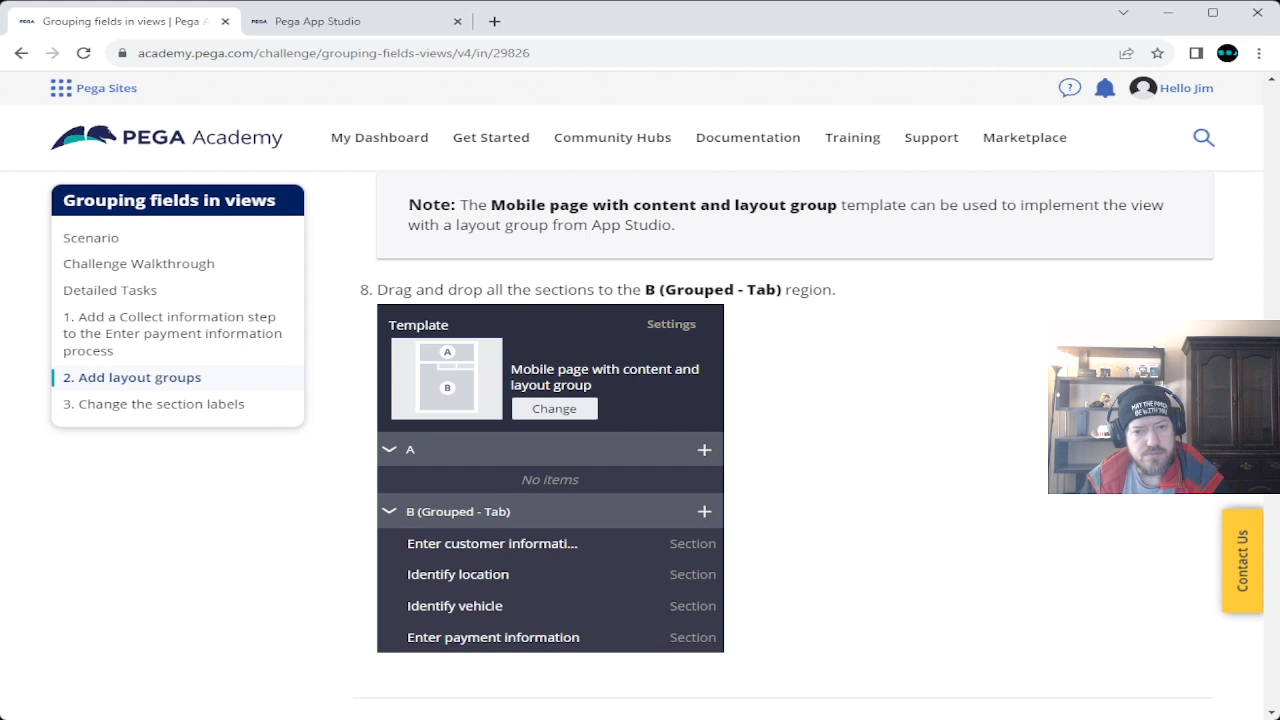 Grouping fields in views | Pega A
Pega App Studio
academy.pega.com/challenge/grouping-fields-views/v4/in/29826
Pega Sites
?
Hello Jim
PEGA Academy
My Dashboard
Get Started
Community Hubs
Documentation
Training
Support
Marketplace
Grouping fields in views
Scenario
Challenge Walkthrough
Detailed Tasks
1. Add a Collect information step
to the Enter payment information
process
2. Add layout groups
3. Change the section labels
Note: The Mobile page with content and layout group template can be used to implement the view
with a layout group from App Studio.
8. Drag and drop all the sections to the B (Grouped - Tab) region.
Template
Settings
A
B
Mobile page with content and
layout group
Change
A
No items
B (Grouped - Tab)
Enter customer informati... Section
Identify location Section
Identify vehicle Section
Enter payment information Section
MAY THE FORCE
BE WITH YOU
Contact Us